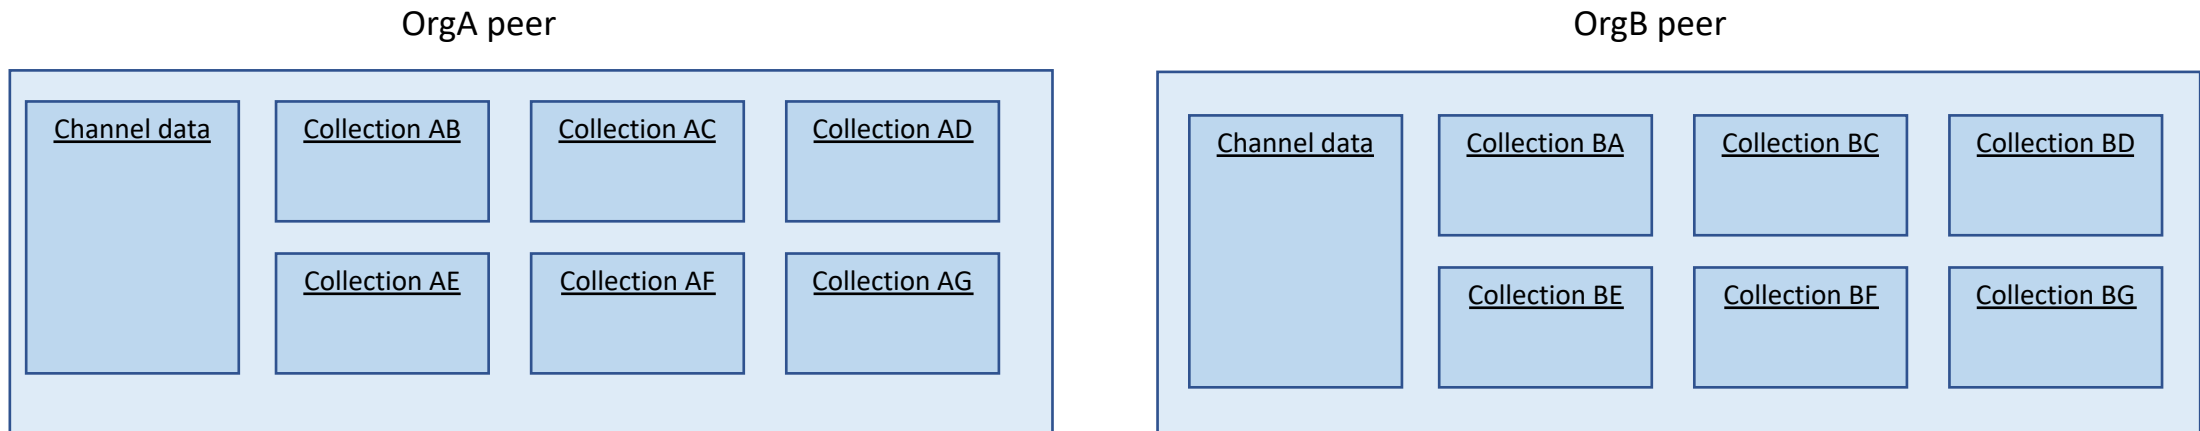 OrgA peer
Channel data
Collection AB
Collection AC
Collection AD
Collection AE
Collection AF
Collection AG
OrgB peer
Channel data
Collection BA
Collection BC
Collection BD
Collection BE
Collection BF
Collection BG